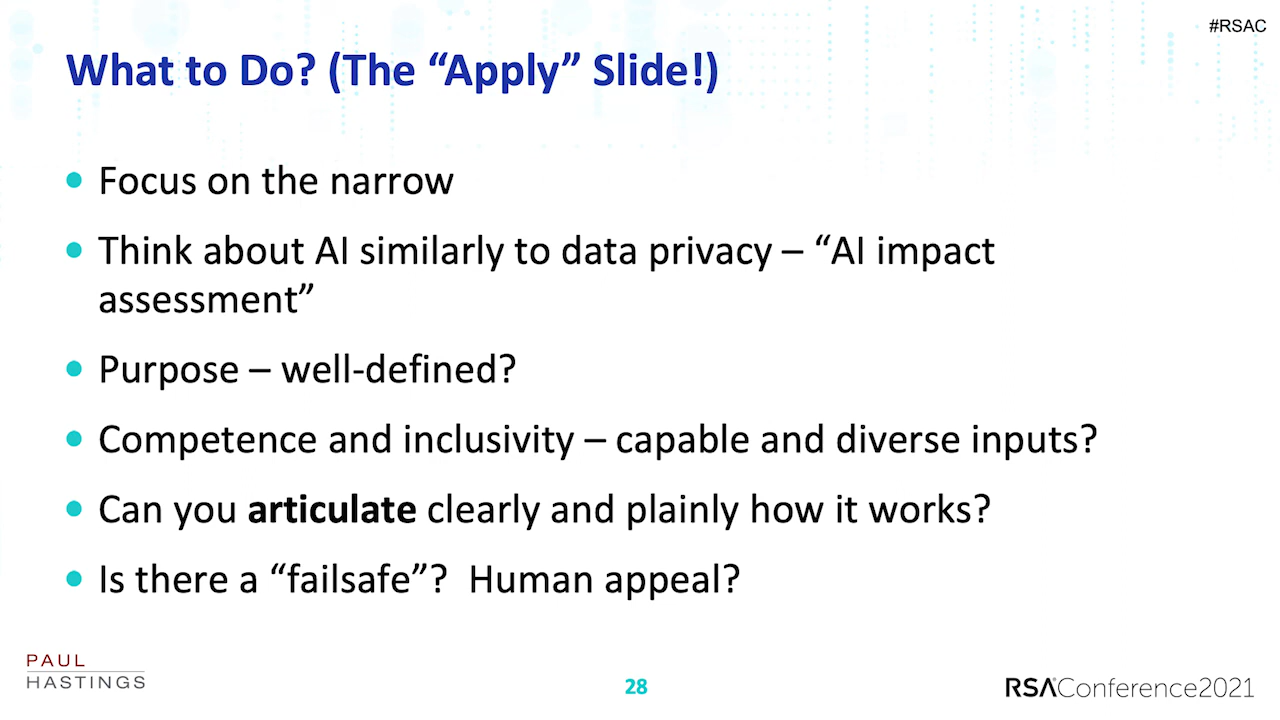 #RSAC
What to Do? (The “Apply” Slide!)
• Focus on the narrow
• Think about AI similarly to data privacy – “AI impact
assessment”
• Purpose – well-defined?
• Competence and inclusivity – capable and diverse inputs?
• Can you articulate clearly and plainly how it works?
• Is there a “failsafe”?  Human appeal?
PAUL
HASTINGS
28
RSA®Conference2021